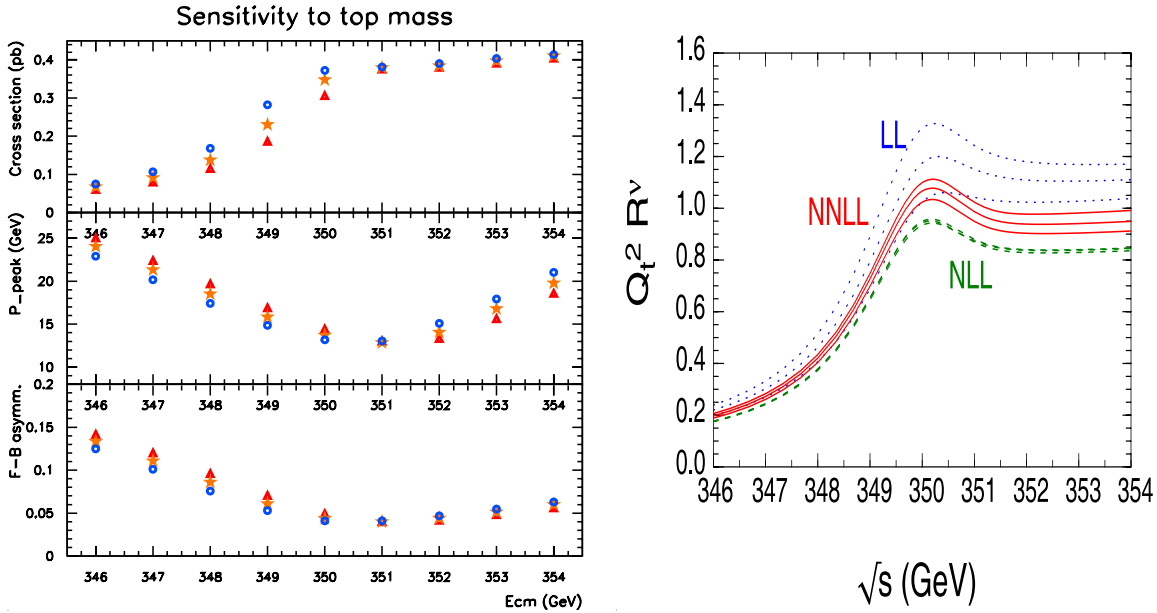 Sensitivity to top mass
Cross section (pb)
0.4
0.3
0.2
0.1
0
346 347 348 349 350 351 352 353 354
P_peak (GeV)
25
20
15
10
346 347 348 349 350 351 352 353 354
F-B asymm.
0.2
0.15
0.1
0.05
0
346 347 348 349 350 351 352 353 354
Ecm (GeV)
Qt² Rᵛ
1.6
1.4
1.2
1.0
0.8
0.6
0.4
0.2
0.0
LL
NNLL
NLL
346 347 348 349 350 351 352 353 354
√s (GeV)